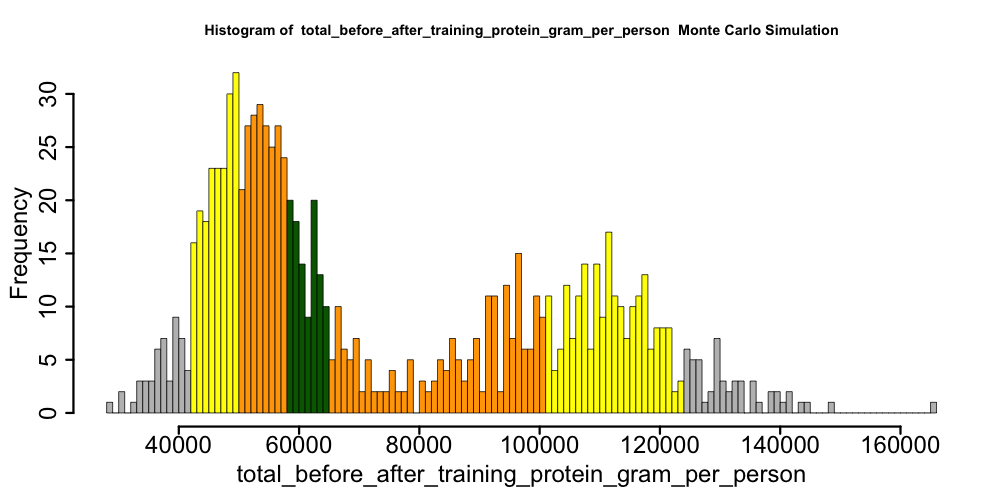 Histogram of  total_before_after_training_protein_gram_per_person  Monte Carlo Simulation
Frequency
30
25
20
15
10
5
0
40000 60000 80000 100000 120000 140000 160000
total_before_after_training_protein_gram_per_person